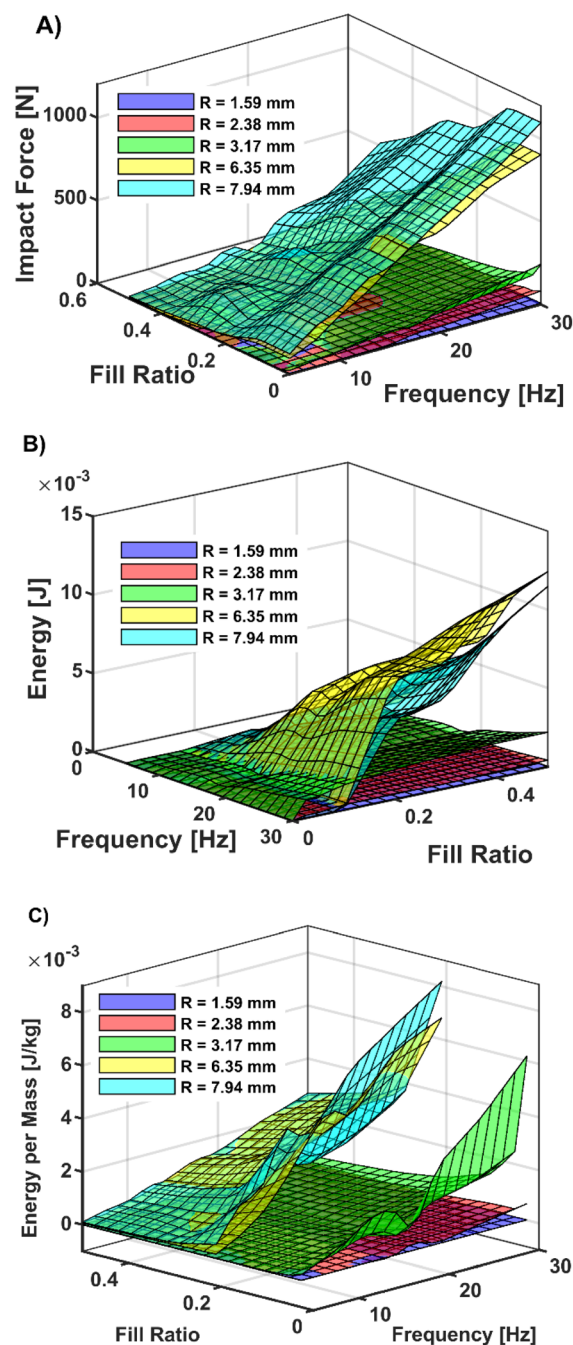 A)
Impact Force [N]
1000
500
0
R = 1.59 mm
R = 2.38 mm
R = 3.17 mm
R = 6.35 mm
R = 7.94 mm
0.6
0.4
0.2
0
Fill Ratio
10
20
30
Frequency [Hz]
B)
×10⁻³
Energy [J]
15
10
5
0
R = 1.59 mm
R = 2.38 mm
R = 3.17 mm
R = 6.35 mm
R = 7.94 mm
0
10
20
30
Frequency [Hz]
0
0.2
0.4
Fill Ratio
C)
×10⁻³
Energy per Mass [J/kg]
8
6
4
2
0
R = 1.59 mm
R = 2.38 mm
R = 3.17 mm
R = 6.35 mm
R = 7.94 mm
0.4
0.2
0
Fill Ratio
10
20
30
Frequency [Hz]